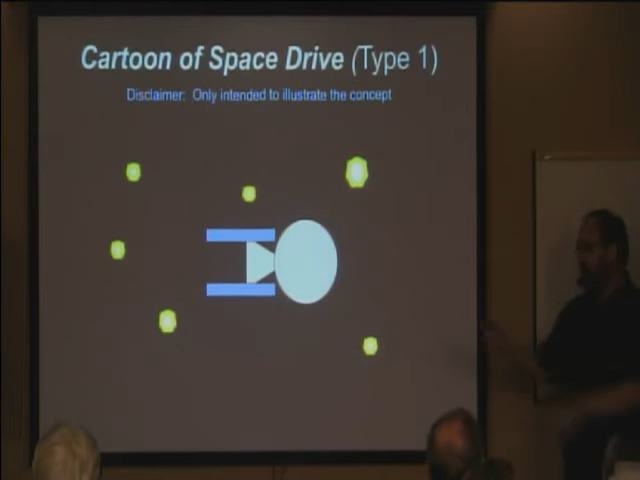 Cartoon of Space Drive (Type 1)
Disclaimer: Only intended to illustrate the concept